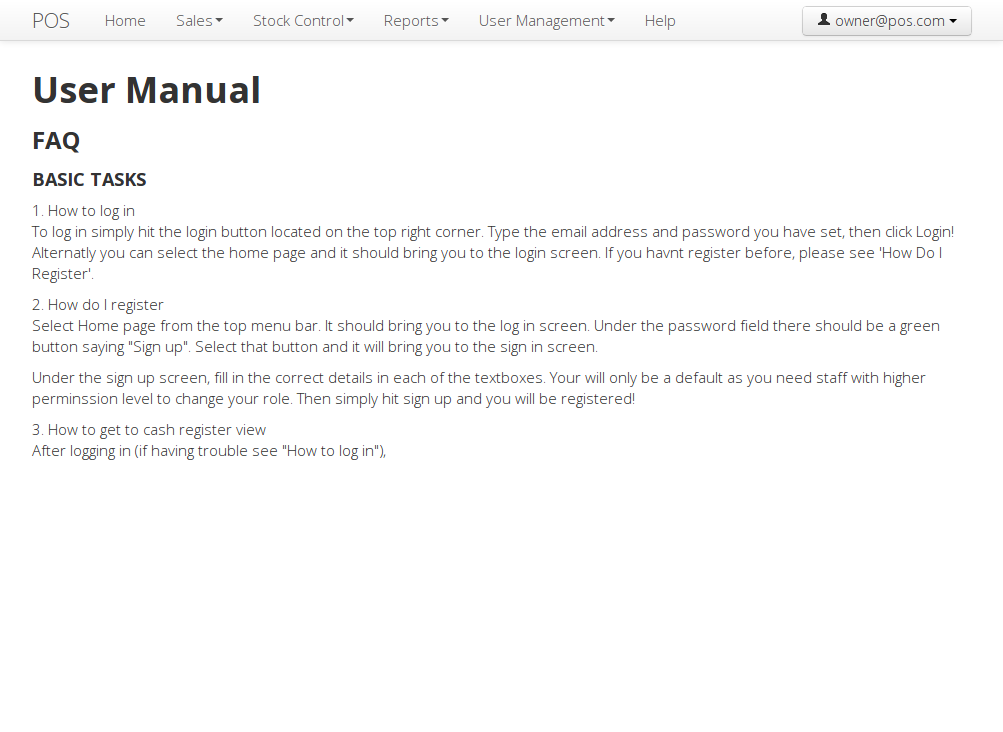 POS Home Sales Stock Control Reports User Management Help owner@pos.com
User Manual
FAQ
BASIC TASKS
1. How to log in
To log in simply hit the login button located on the top right corner. Type the email address and password you have set, then click Login!
Alternatly you can select the home page and it should bring you to the login screen. If you havnt register before, please see 'How Do I
Register'.
2. How do I register
Select Home page from the top menu bar. It should bring you to the log in screen. Under the password field there should be a green
button saying "Sign up". Select that button and it will bring you to the sign in screen.
Under the sign up screen, fill in the correct details in each of the textboxes. Your will only be a default as you need staff with higher
perminssion level to change your role. Then simply hit sign up and you will be registered!
3. How to get to cash register view
After logging in (if having trouble see "How to log in"),